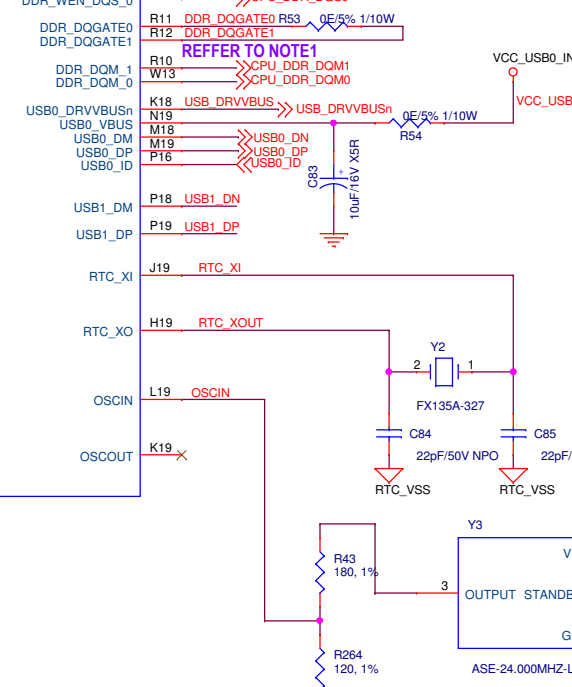 DDR_WEN_DQS_0
DDR_DQGATE0 R11 DDR_DQGATE0 R53 0E/5% 1/10W
DDR_DQGATE1 R12 DDR_DQGATE1
REFFER TO NOTE1
DDR_DQM_1 R10 CPU_DDR_DQM1
DDR_DQM_0 W13 CPU_DDR_DQM0
VCC_USB0_IN
VCC_USB
USB0_DRVVBUSn K18 USB_DRVVBUS USB_DRVVBUSn
USB0_VBUS N19 0E/5% 1/10W
R54
USB0_DM M18 USB0_DN
USB0_DP M19 USB0_DP
USB0_ID P16 USB0_ID
C83
10uF/16V X5R
+
USB1_DM P18 USB1_DN
USB1_DP P19 USB1_DP
RTC_XI J19 RTC_XI
RTC_XO H19 RTC_XOUT
Y2
2 1
FX135A-327
OSCIN L19 OSCIN
C84 C85
OSCOUT K19
22pF/50V NPO 22pF/
RTC_VSS RTC_VSS
Y3
R43
180, 1%
V
3 OUTPUT STANDB
G
R264
120, 1%
ASE-24.000MHZ-L